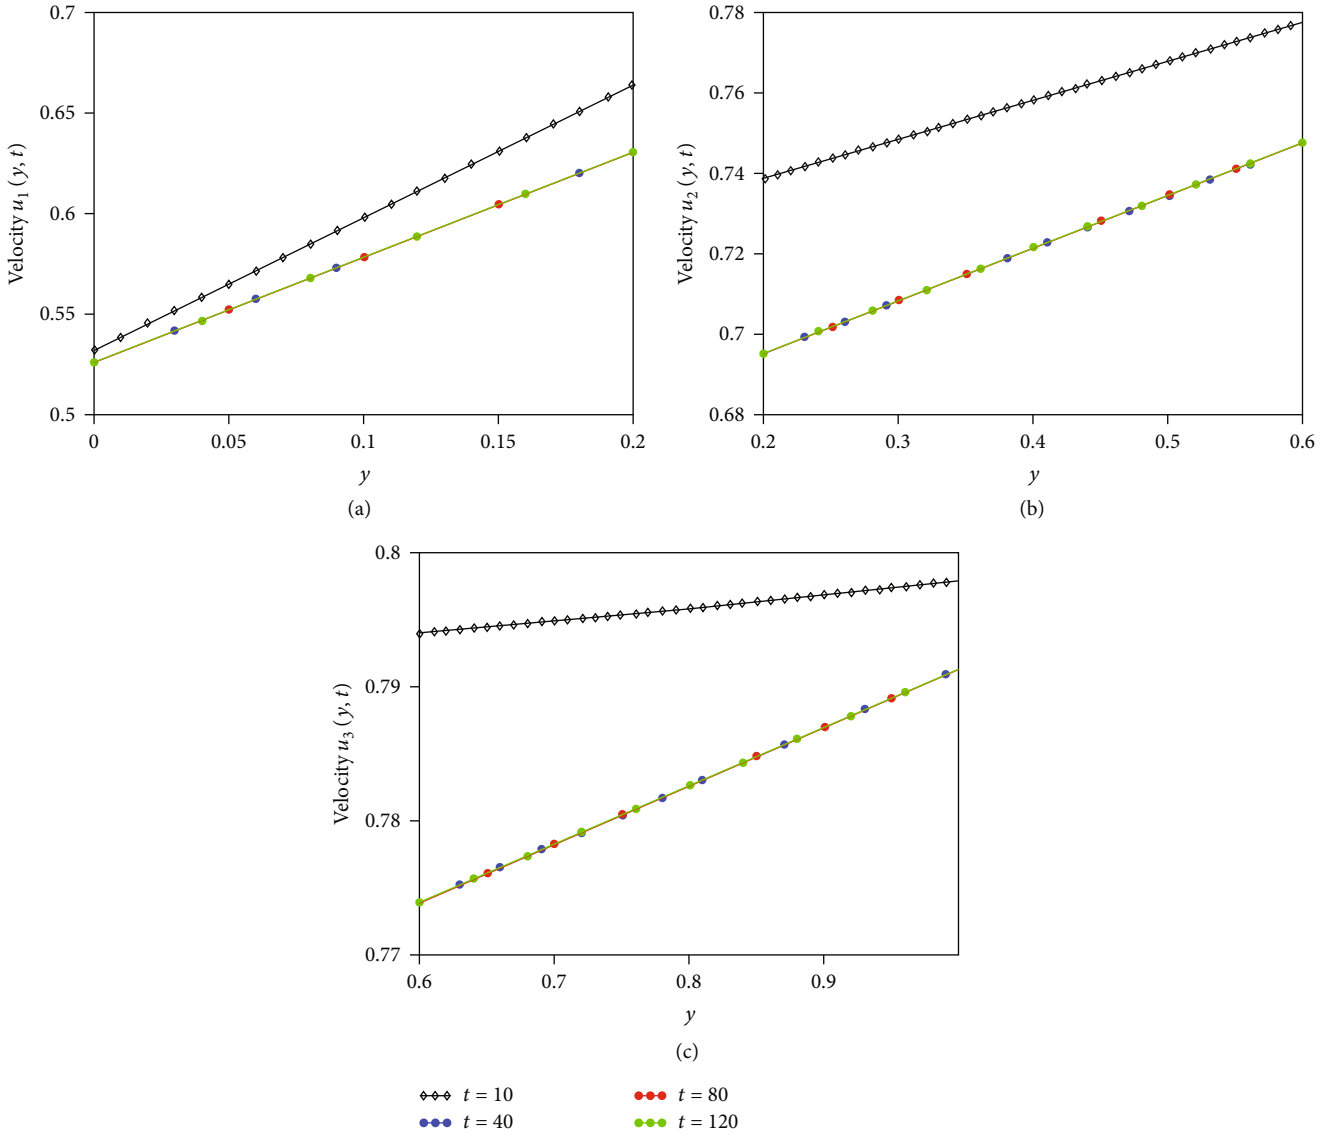 0.7
0.65
0.6
0.55
0.5
Velocity u1 (y, t)
0
0.05
0.1
0.15
0.2
y
(a)
0.78
0.76
0.74
0.72
0.7
0.68
Velocity u2 (y, t)
0.2
0.3
0.4
0.5
0.6
y
(b)
0.8
0.79
0.78
0.77
Velocity u3 (y, t)
0.6
0.7
0.8
0.9
y
(c)
t = 10
t = 40
t = 80
t = 120